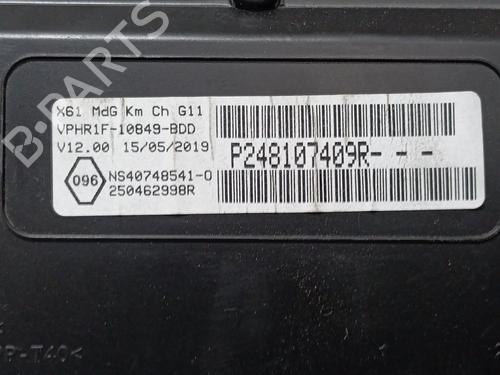 B-PARTS
X61 MdG Km Ch G11
VPHR1F-10849-BDD
V12.00 15/05/2019
P248107409R- - -
096
NS40748541-0
250462998R
P-T40<